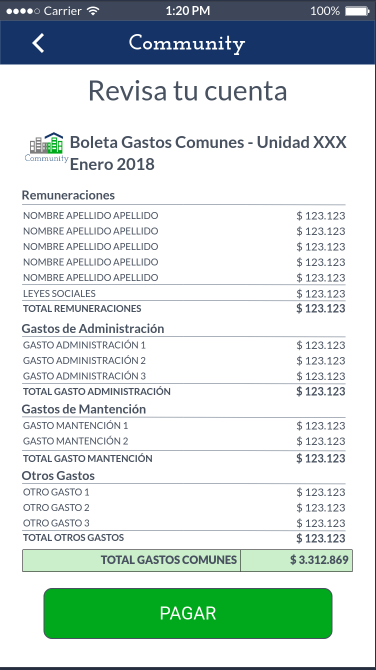 Carrier 1:20 PM 100%
Community
Revisa tu cuenta
Community
Boleta Gastos Comunes - Unidad XXX
Enero 2018
Remuneraciones
NOMBRE APELLIDO APELLIDO $ 123.123
NOMBRE APELLIDO APELLIDO $ 123.123
NOMBRE APELLIDO APELLIDO $ 123.123
NOMBRE APELLIDO APELLIDO $ 123.123
NOMBRE APELLIDO APELLIDO $ 123.123
LEYES SOCIALES $ 123.123
TOTAL REMUNERACIONES $ 123.123
Gastos de Administración
GASTO ADMINISTRACIÓN 1 $ 123.123
GASTO ADMINISTRACIÓN 2 $ 123.123
GASTO ADMINISTRACIÓN 3 $ 123.123
TOTAL GASTO ADMINISTRACIÓN $ 123.123
Gastos de Mantención
GASTO MANTENCIÓN 1 $ 123.123
GASTO MANTENCIÓN 2 $ 123.123
TOTAL GASTO MANTENCIÓN $ 123.123
Otros Gastos
OTRO GASTO 1 $ 123.123
OTRO GASTO 2 $ 123.123
OTRO GASTO 3 $ 123.123
TOTAL OTROS GASTOS $ 123.123
TOTAL GASTOS COMUNES $ 3.312.869
PAGAR